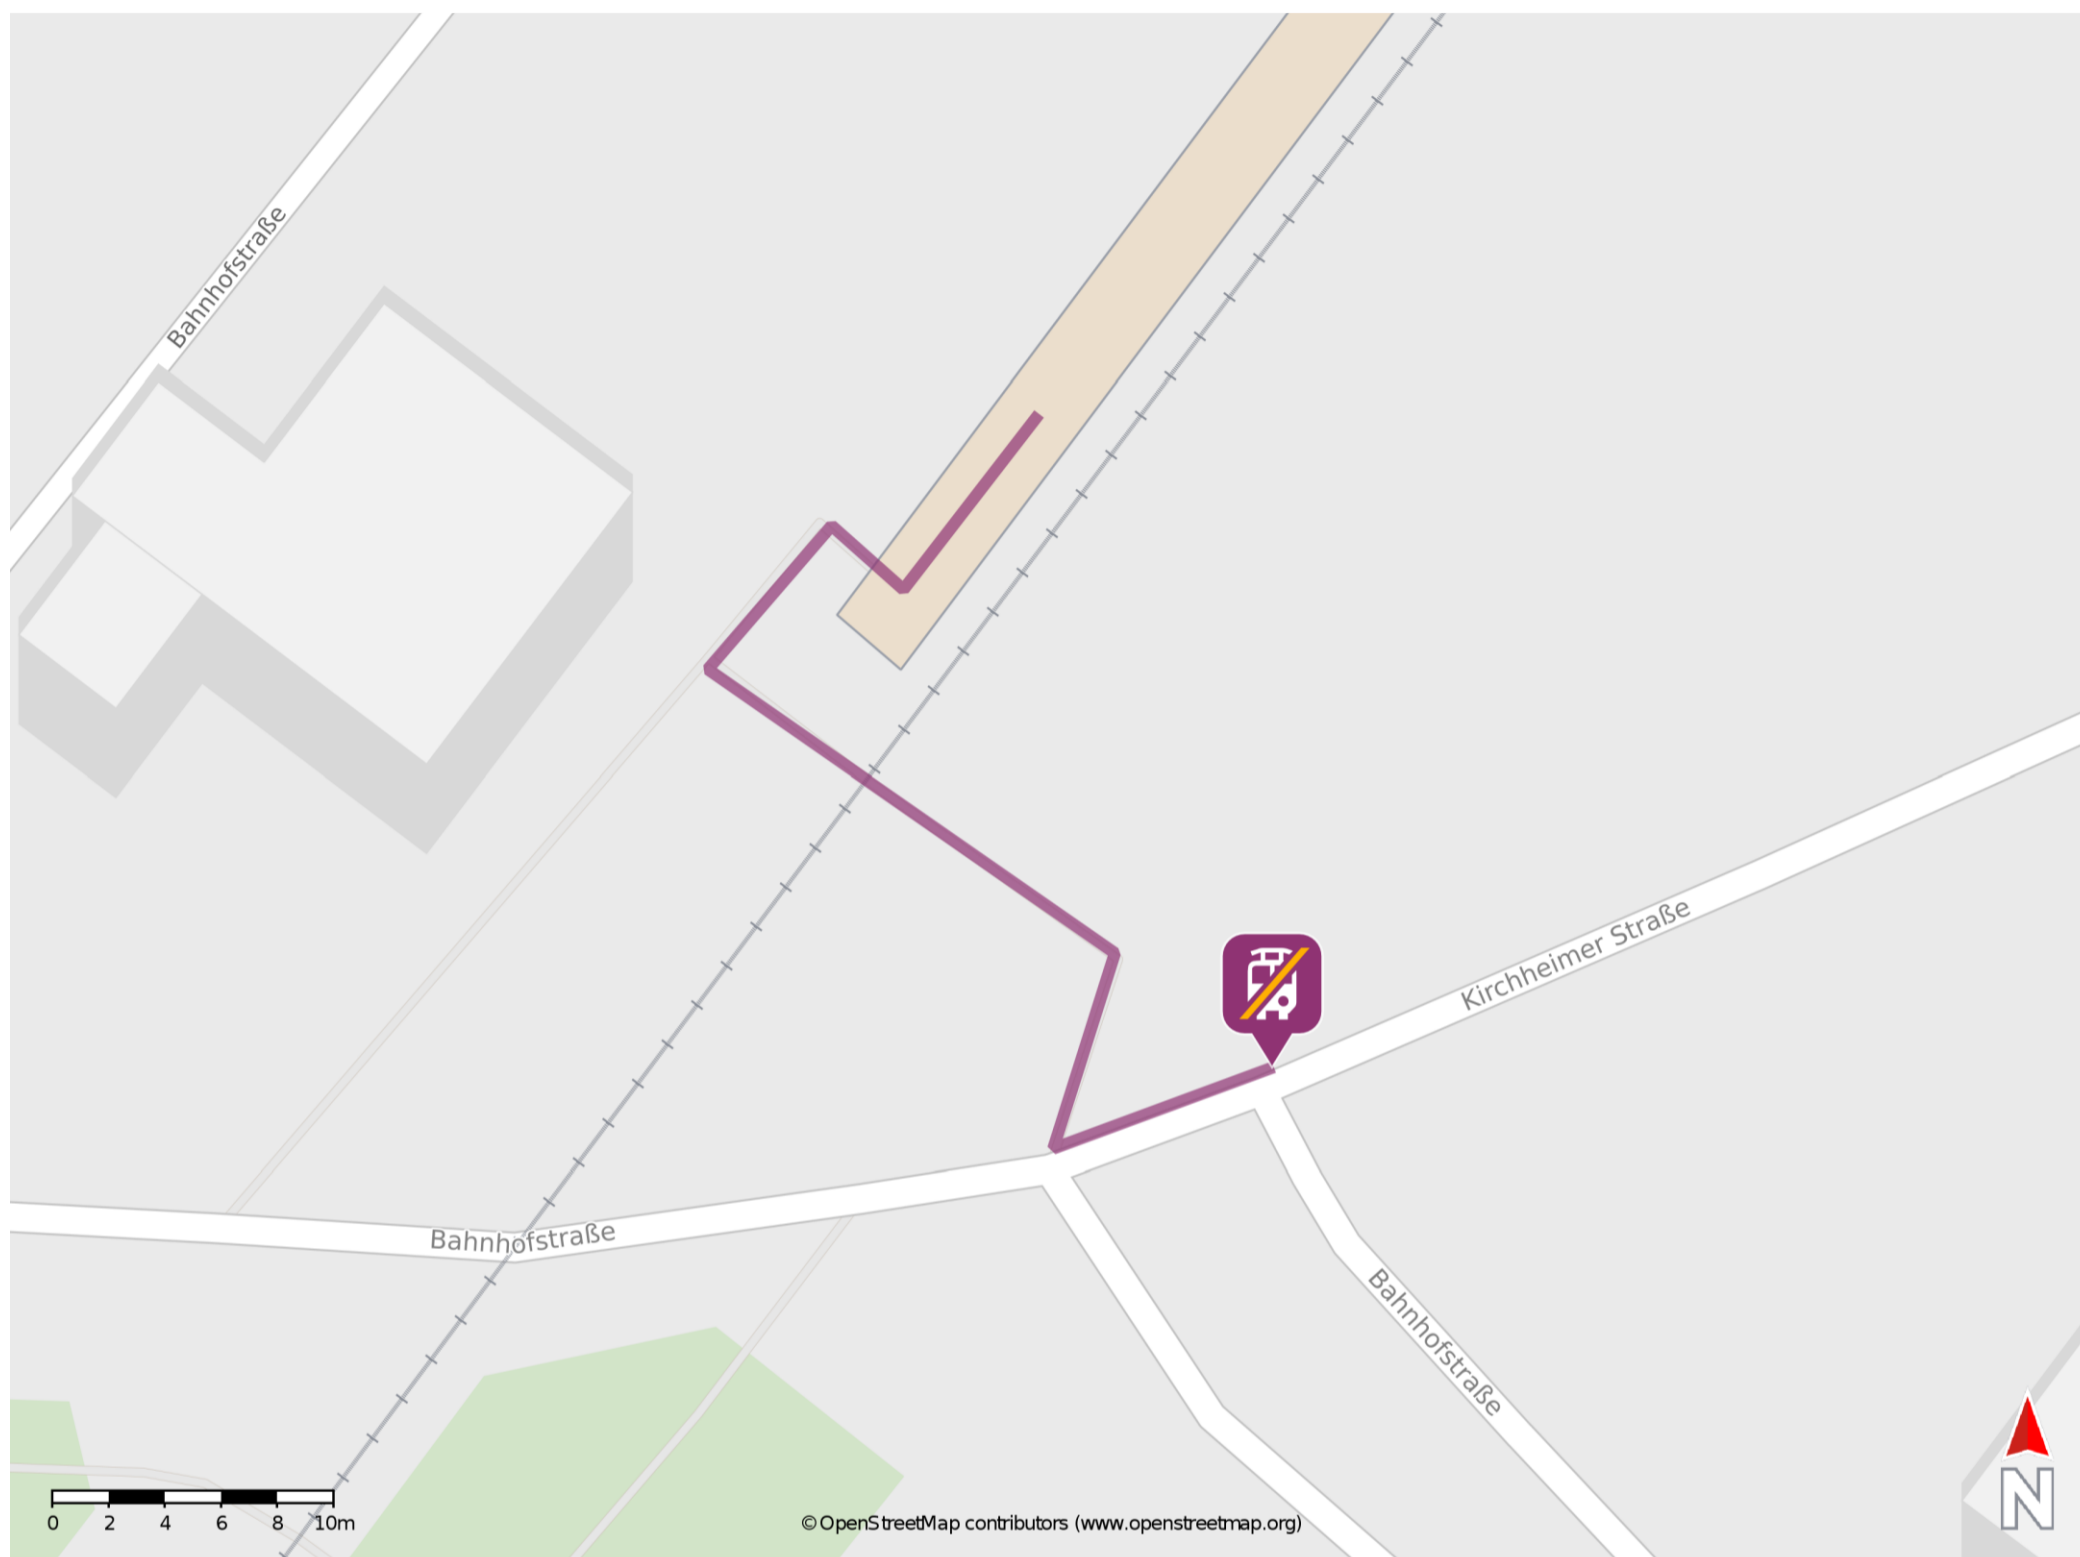 Bahnhofstraße
Kirchheimer Straße
Bahnhofstraße
Bahnhofstraße
0 2 4 6 8 10m
© OpenStreetMap contributors (www.openstreetmap.org)
N